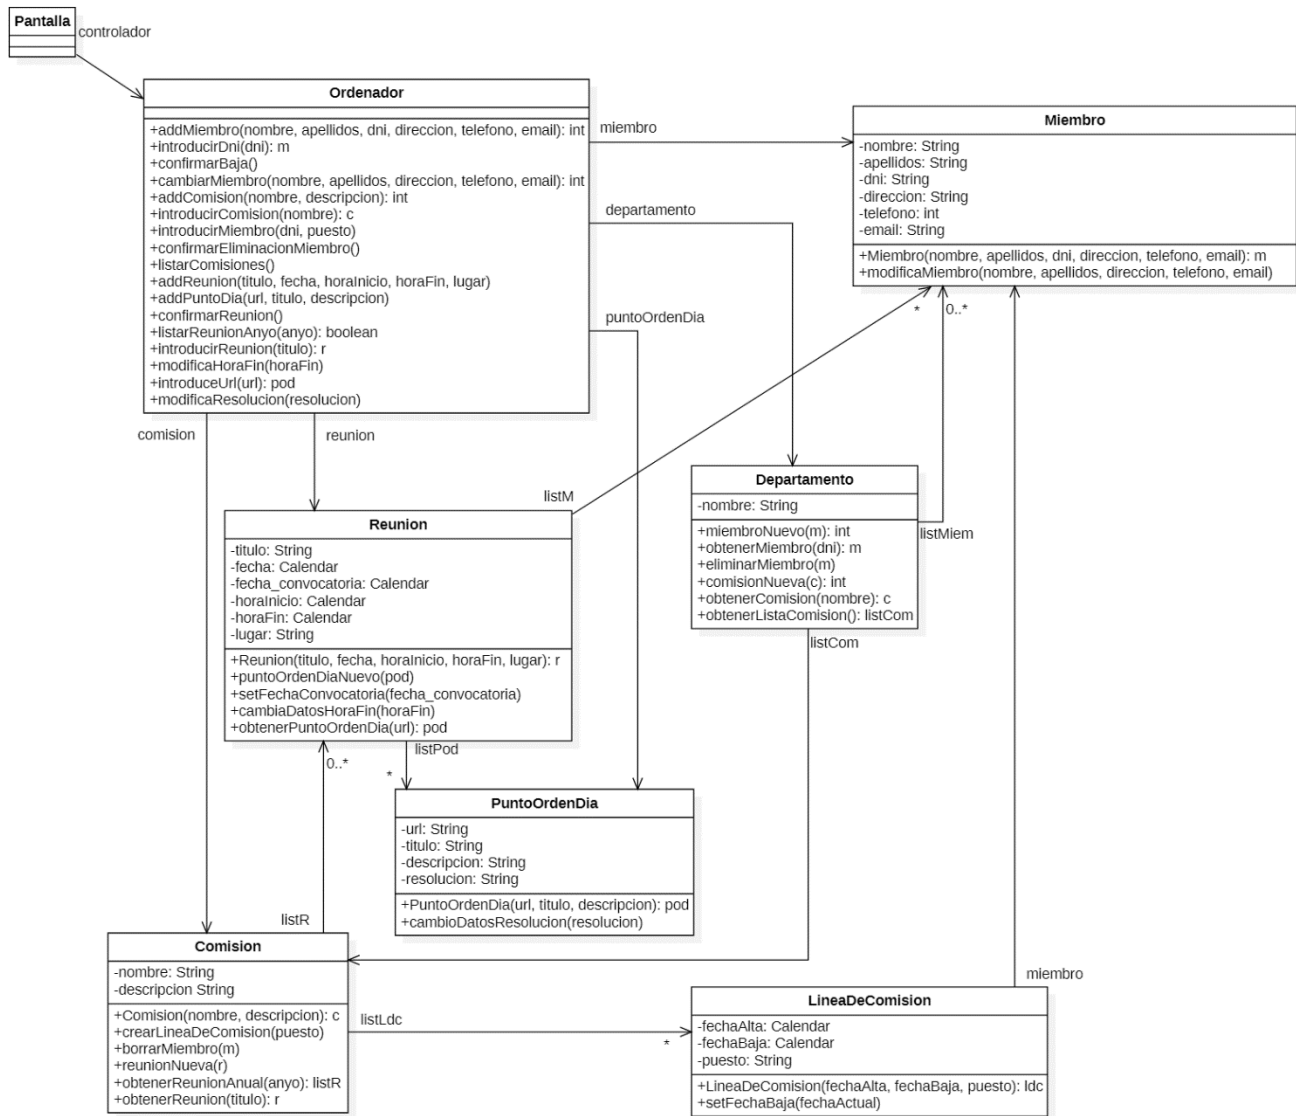 Pantalla
controlador
Ordenador
+addMiembro(nombre, apellidos, dni, direccion, telefono, email): int
+introducirDni(dni): m
+confirmarBaja()
+cambiarMiembro(nombre, apellidos, direccion, telefono, email): int
+addComision(nombre, descripcion): int
+introducirComision(nombre): c
+introducirMiembro(dni, puesto)
+confirmarEliminacionMiembro()
+listarComisiones()
+addReunion(titulo, fecha, horaInicio, horaFin, lugar)
+addPuntoDia(url, titulo, descripcion)
+confirmarReunion()
+listarReunionAnyo(anyo): boolean
+introducirReunion(titulo): r
+modificaHoraFin(horaFin)
+introduceUrl(url): pod
+modificaResolucion(resolucion)
miembro
departamento
puntoOrdenDia
comision
reunion
Miembro
-nombre: String
-apellidos: String
-dni: String
-direccion: String
-telefono: int
-email: String
+Miembro(nombre, apellidos, dni, direccion, telefono, email): m
+modificaMiembro(nombre, apellidos, direccion, telefono, email)
*
0..*
listM
Departamento
-nombre: String
+miembroNuevo(m): int
+obtenerMiembro(dni): m
+eliminarMiembro(m)
+comisionNueva(c): int
+obtenerComision(nombre): c
+obtenerListaComision(): listCom
listMiem
listCom
Reunion
-titulo: String
-fecha: Calendar
-fecha_convocatoria: Calendar
-horaInicio: Calendar
-horaFin: Calendar
-lugar: String
+Reunion(titulo, fecha, horaInicio, horaFin, lugar): r
+puntoOrdenDiaNuevo(pod)
+setFechaConvocatoria(fecha_convocatoria)
+cambiaDatosHoraFin(horaFin)
+obtenerPuntoOrdenDia(url): pod
0..*
listPod
*
PuntoOrdenDia
-url: String
-titulo: String
-descripcion: String
-resolucion: String
+PuntoOrdenDia(url, titulo, descripcion): pod
+cambioDatosResolucion(resolucion)
listR
Comision
-nombre: String
-descripcion String
+Comision(nombre, descripcion): c
+crearLineaDeComision(puesto)
+borrarMiembro(m)
+reunionNueva(r)
+obtenerReunionAnual(anyo): listR
+obtenerReunion(titulo): r
listLdc
*
miembro
LineaDeComision
-fechaAlta: Calendar
-fechaBaja: Calendar
-puesto: String
+LineaDeComision(fechaAlta, fechaBaja, puesto): ldc
+setFechaBaja(fechaActual)